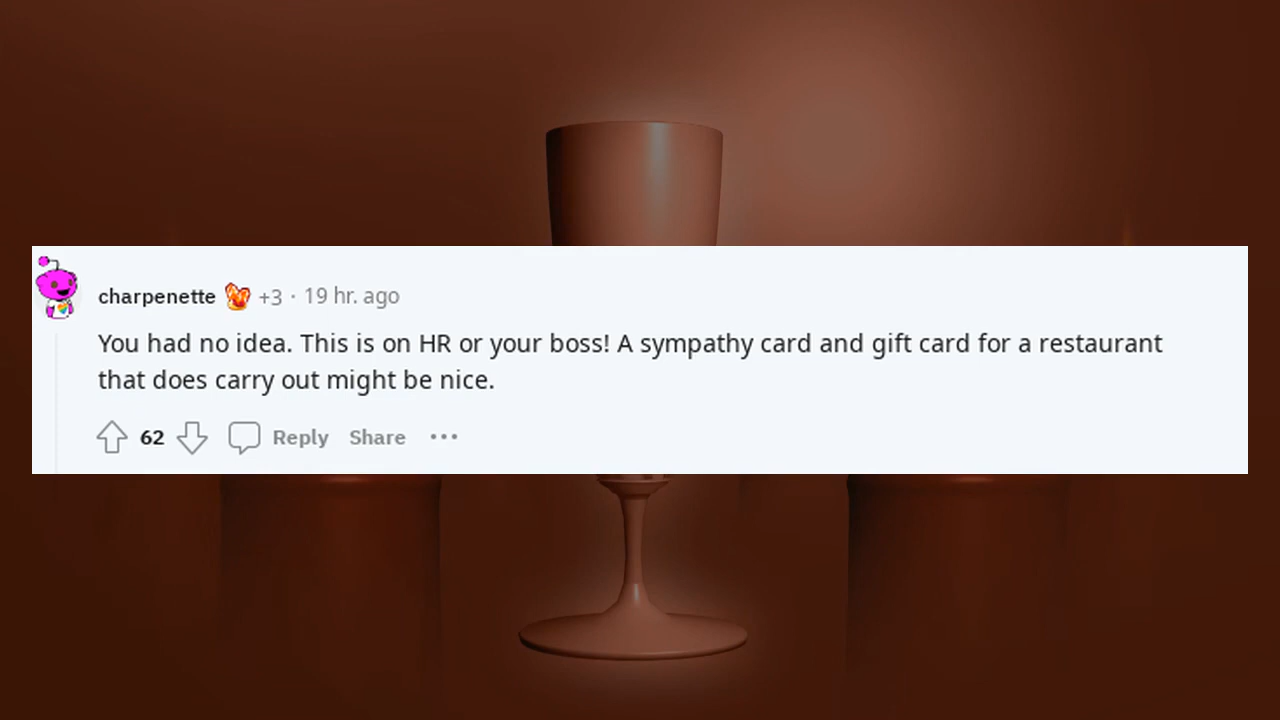 charpenette +3 · 19 hr. ago
You had no idea. This is on HR or your boss! A sympathy card and gift card for a restaurant
that does carry out might be nice.
62 Reply Share •••